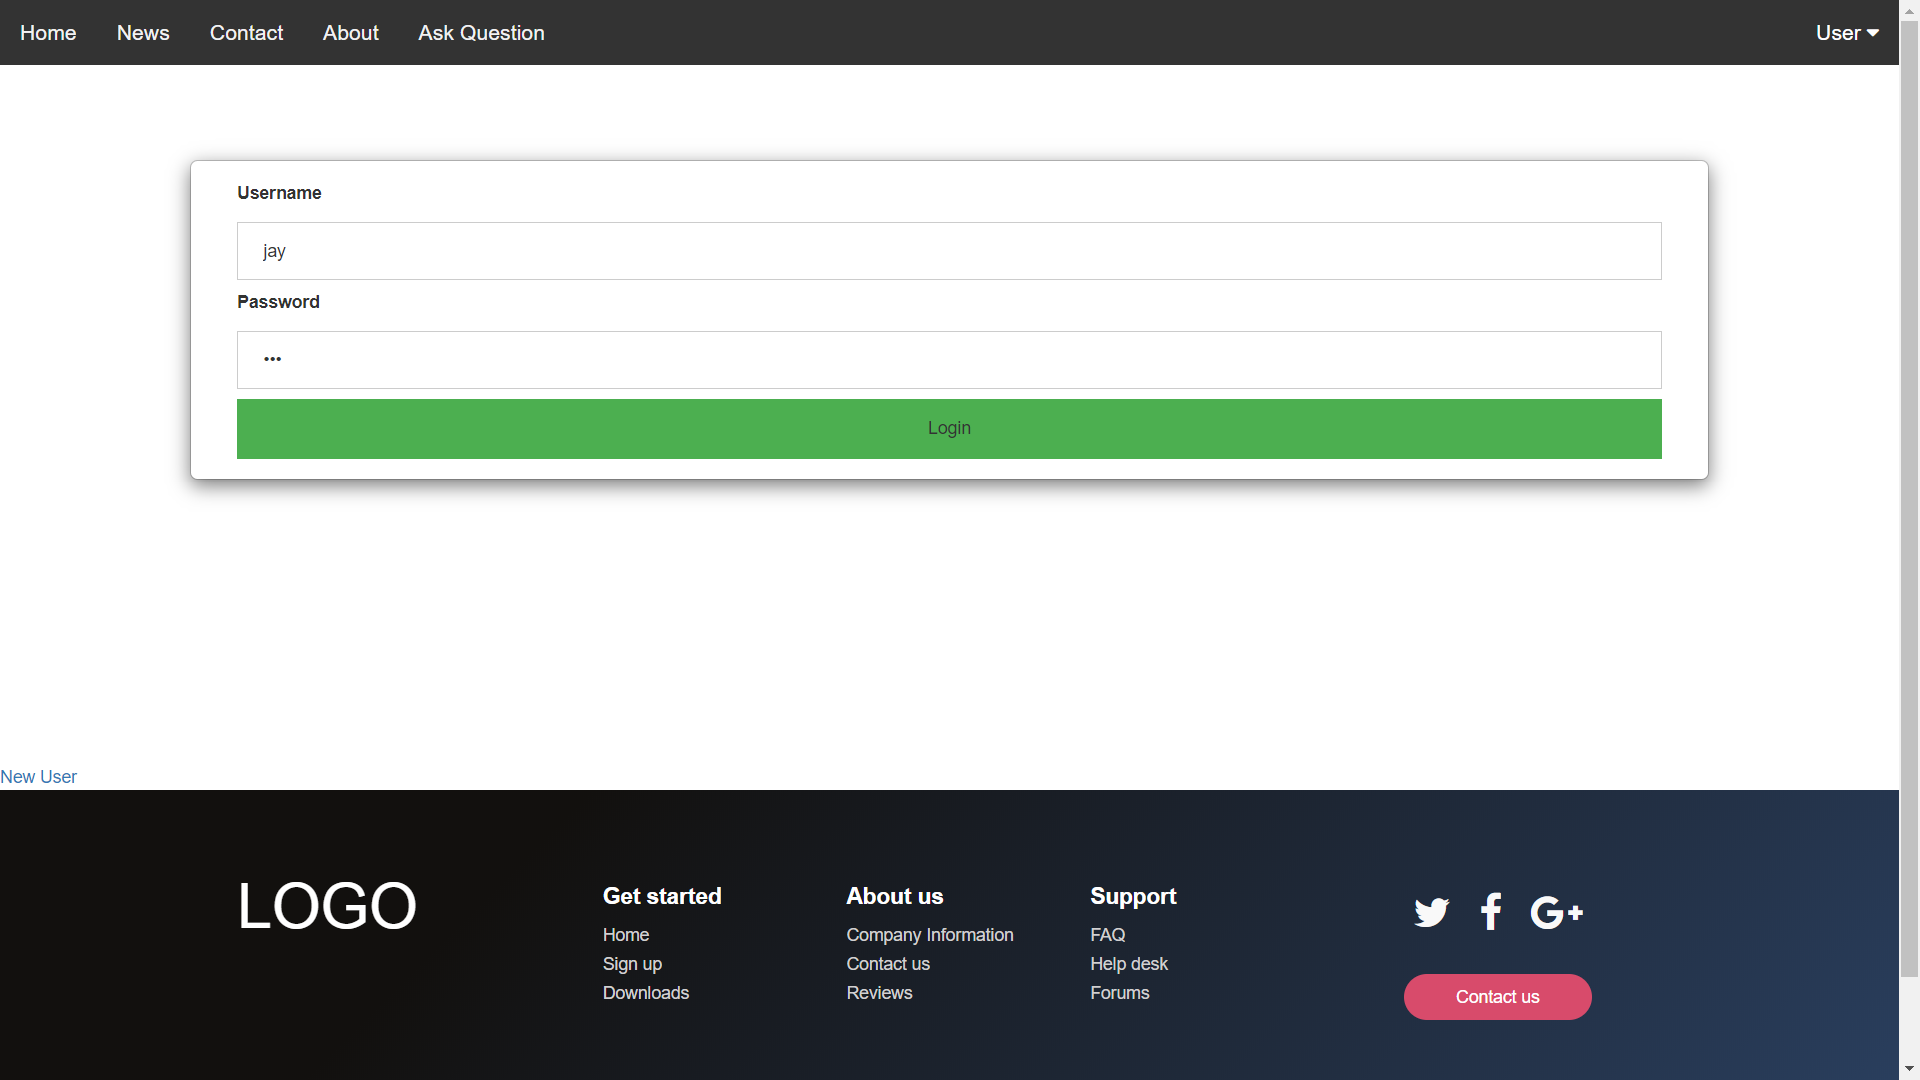 Home News Contact About Ask Question User
Username
jay
Password
•••
Login
New User
LOGO
Get started
Home
Sign up
Downloads
About us
Company Information
Contact us
Reviews
Support
FAQ
Help desk
Forums
G+
Contact us